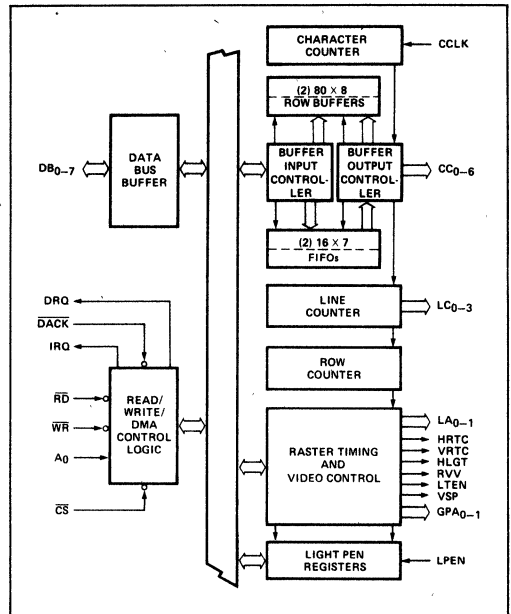 CHARACTER
COUNTER
CCLK
(2) 80 × 8
ROW BUFFERS
DB0–7
DATA
BUS
BUFFER
BUFFER
INPUT
CONTROL-
LER
BUFFER
OUTPUT
CONTROL-
LER
CC0–6
(2) 16 × 7
FIFOs
DRQ
DACK
IRQ
RD
WR
A0
CS
READ/
WRITE/
DMA
CONTROL
LOGIC
LINE
COUNTER
LC0–3
ROW
COUNTER
RASTER TIMING
AND
VIDEO CONTROL
LA0–1
HRTC
VRTC
HLGT
RVV
LTEN
VSP
GPA0–1
LIGHT PEN
REGISTERS
LPEN